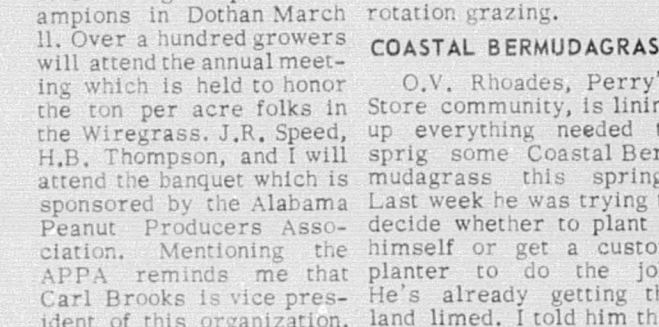 ampions in Dothan March
11. Over a hundred growers
will attend the annual meet-
ing which is held to honor
the ton per acre folks in
the Wiregrass. J.R. Speed,
H.B. Thompson, and I will
attend the banquet which is
sponsored by the Alabama
Peanut Producers Asso-
ciation. Mentioning the
APPA reminds me that
Carl Brooks is vice pres-
ident of this organization.
rotation grazing.
COASTAL BERMUDAGRAS
O.V. Rhoades, Perry'
Store community, is linin
up everything needed t
sprig some Coastal Ber
mudagrass this spring
Last week he was trying t
decide whether to plant
himself or get a custo
planter to do the jo
He's already getting th
land limed. I told him th